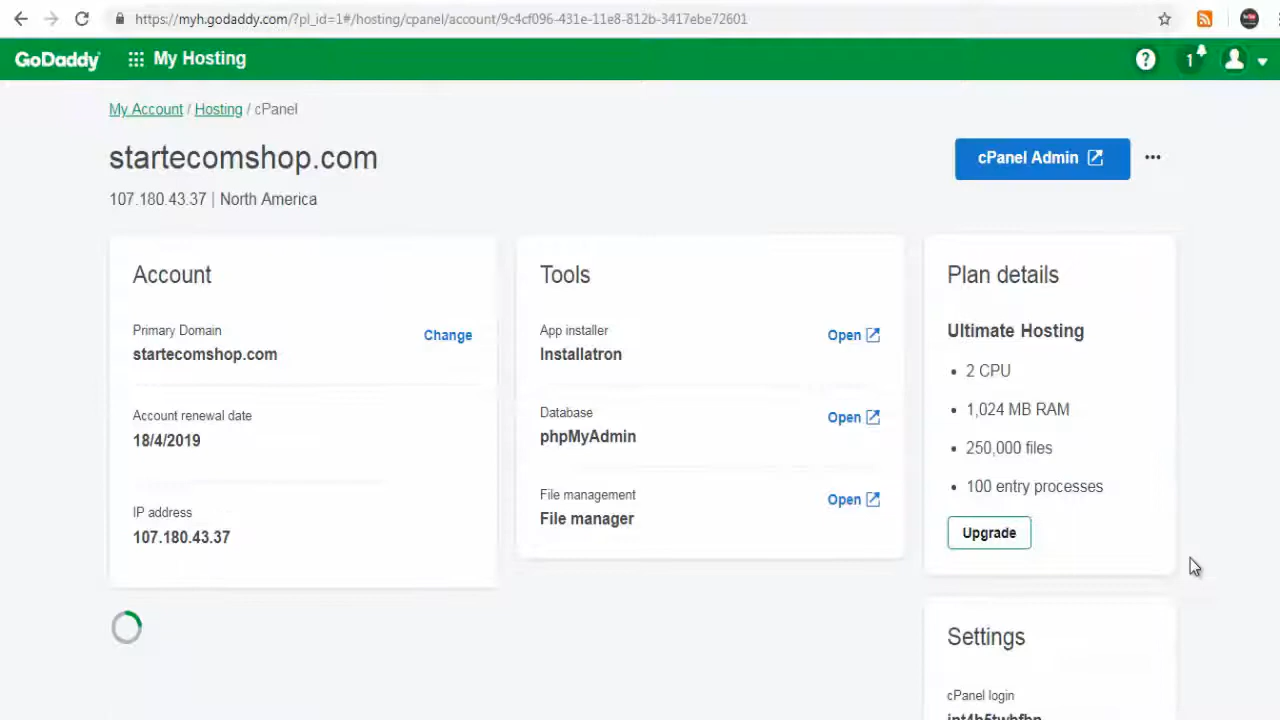 https://myh.godaddy.com/?pl_id=1#/hosting/cpanel/account/9c4cf096-431e-11e8-812b-3417ebe72601
GoDaddy My Hosting
1
My Account / Hosting / cPanel
startecomshop.com
cPanel Admin
107.180.43.37 | North America
Account
Primary Domain
startecomshop.com
Change
Account renewal date
18/4/2019
IP address
107.180.43.37
Tools
App installer
Installatron
Open
Database
phpMyAdmin
Open
File management
File manager
Open
Plan details
Ultimate Hosting
• 2 CPU
• 1,024 MB RAM
• 250,000 files
• 100 entry processes
Upgrade
Settings
cPanel login